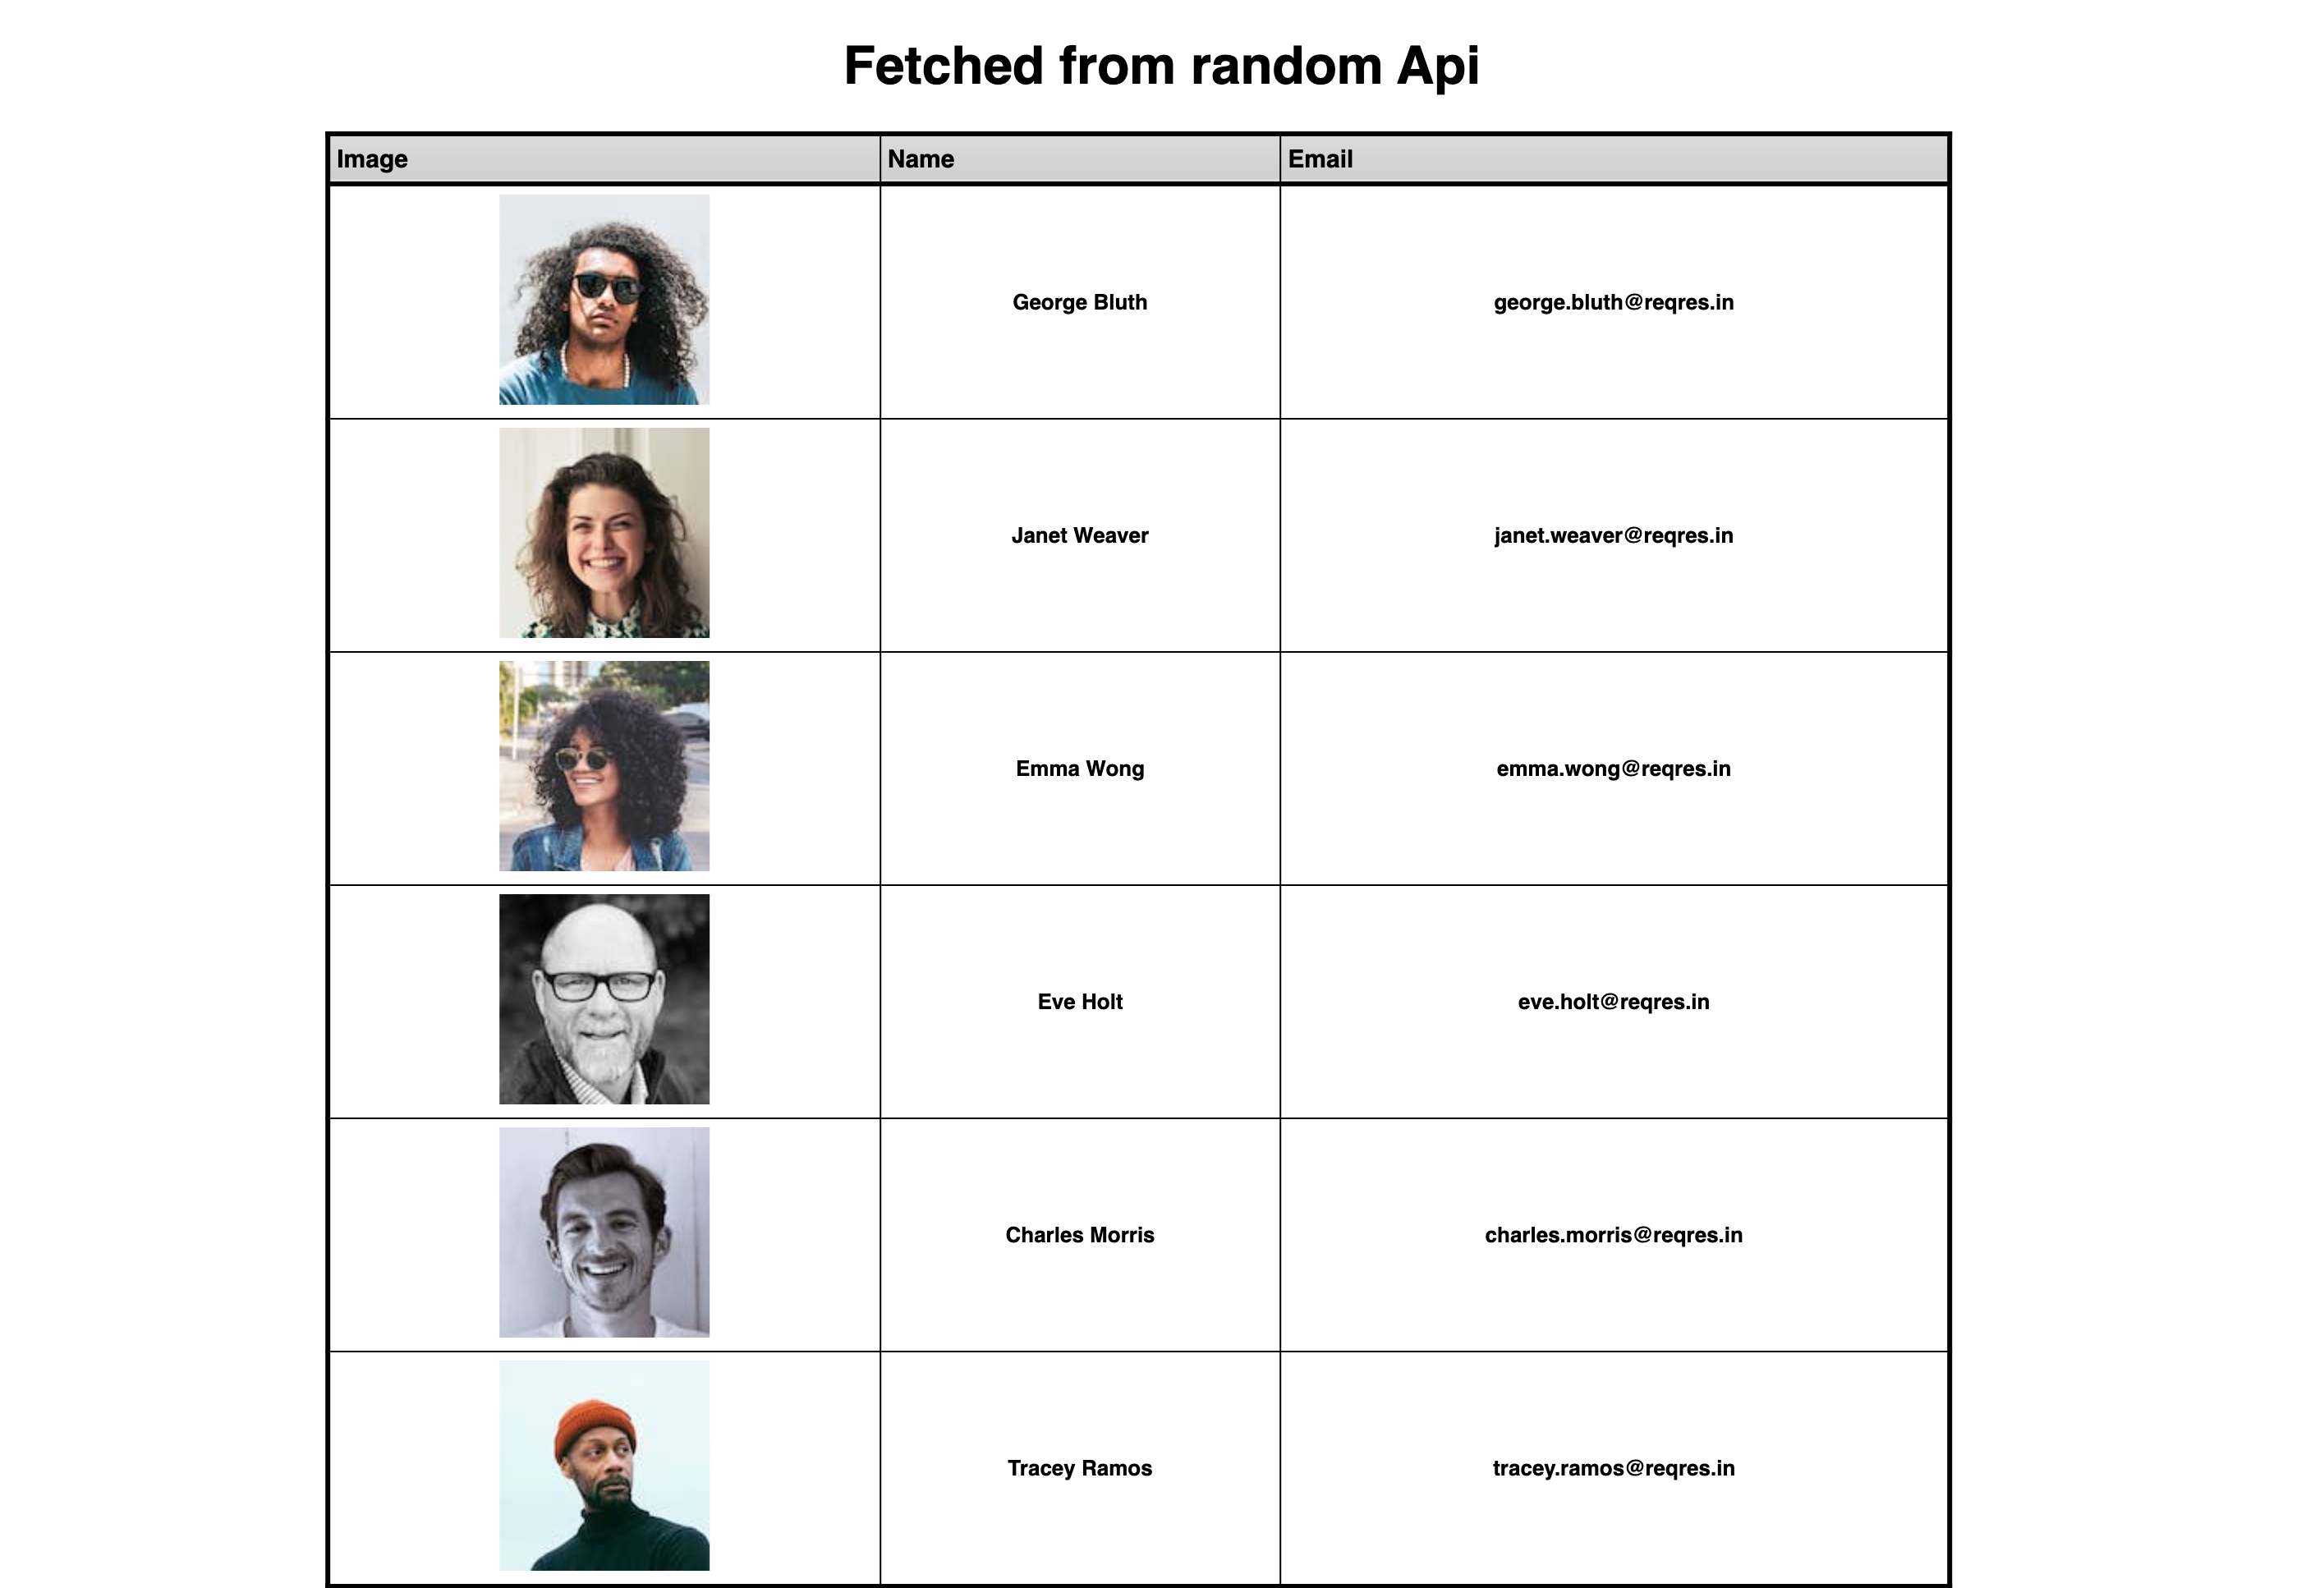 Fetched from random Api
Image Name Email
George Bluth george.bluth@reqres.in
Janet Weaver janet.weaver@reqres.in
Emma Wong emma.wong@reqres.in
Eve Holt eve.holt@reqres.in
Charles Morris charles.morris@reqres.in
Tracey Ramos tracey.ramos@reqres.in